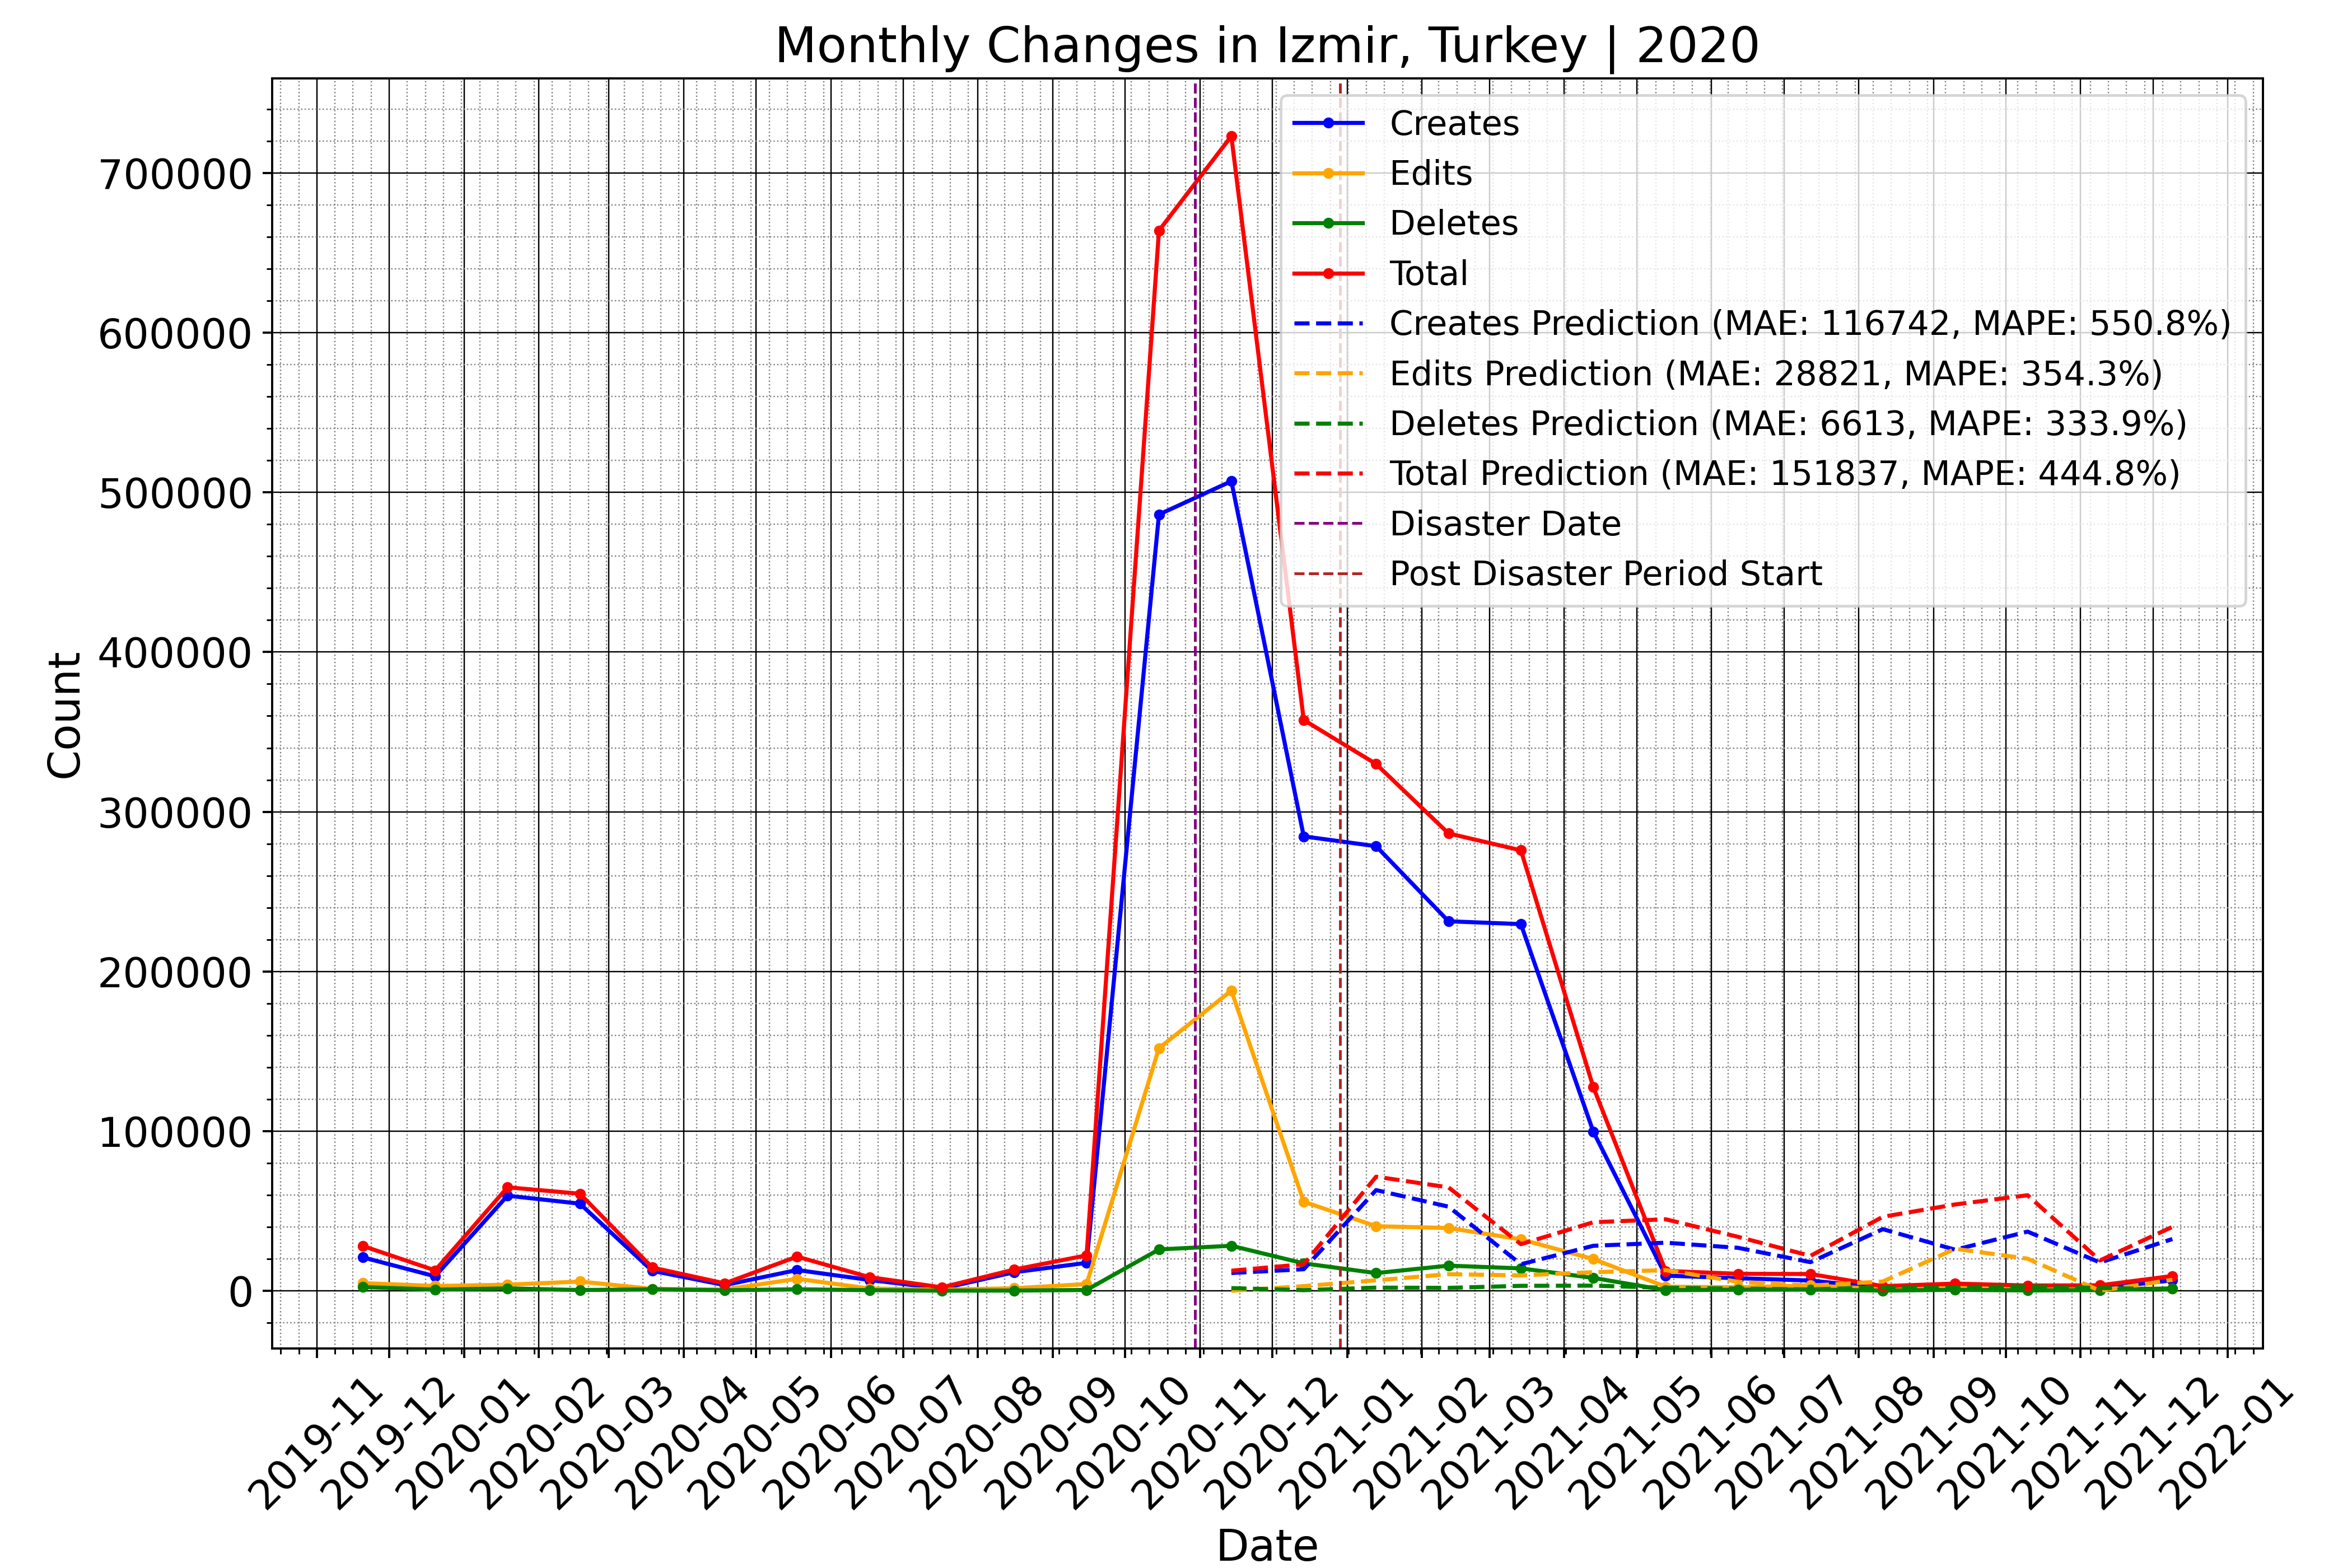 Monthly Changes in Izmir, Turkey | 2020
Creates
Edits
Deletes
Total
Creates Prediction (MAE: 116742, MAPE: 550.8%)
Edits Prediction (MAE: 28821, MAPE: 354.3%)
Deletes Prediction (MAE: 6613, MAPE: 333.9%)
Total Prediction (MAE: 151837, MAPE: 444.8%)
Disaster Date
Post Disaster Period Start
700000
600000
500000
400000
300000
200000
100000
0
Count
2019-11
2019-12
2020-01
2020-02
2020-03
2020-04
2020-05
2020-06
2020-07
2020-08
2020-09
2020-10
2020-11
2020-12
2021-01
2021-02
2021-03
2021-04
2021-05
2021-06
2021-07
2021-08
2021-09
2021-10
2021-11
2021-12
2022-01
Date